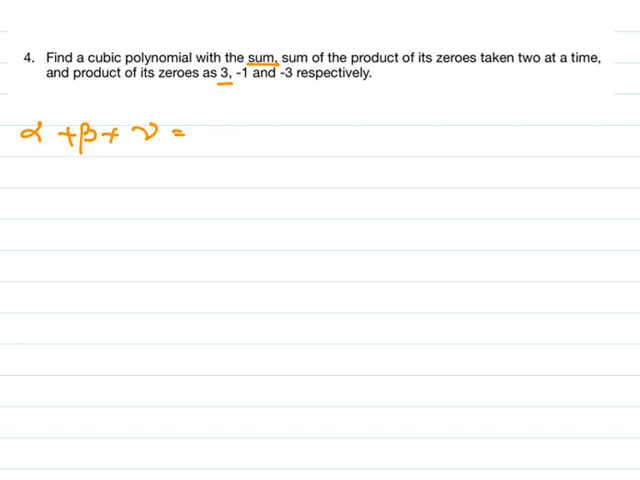 4. Find a cubic polynomial with the sum, sum of the product of its zeroes taken two at a time,
and product of its zeroes as 3, -1 and -3 respectively.
α + β + γ =